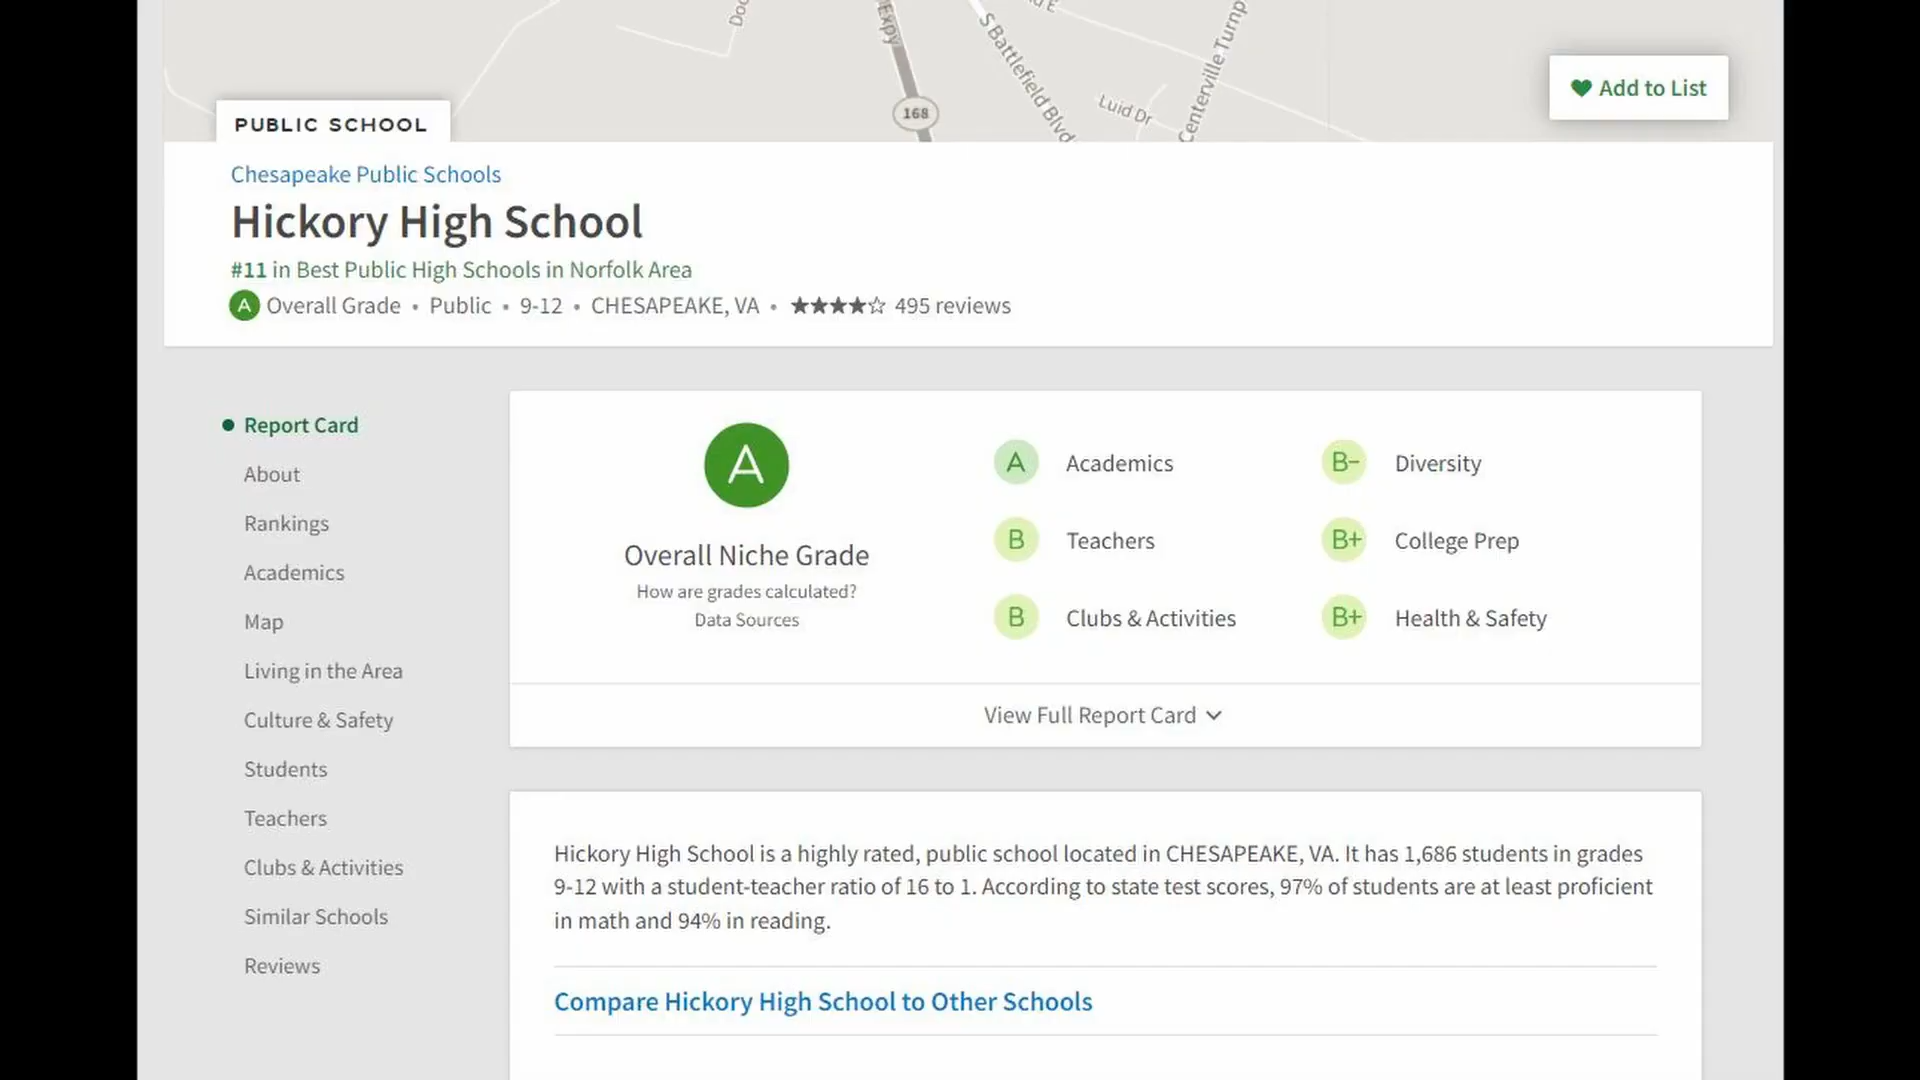 Expy
S Battlefield Blvd
Centerville Turnp
Luid Dr
168
Add to List
PUBLIC SCHOOL
Chesapeake Public Schools
Hickory High School
#11 in Best Public High Schools in Norfolk Area
A Overall Grade • Public • 9-12 • CHESAPEAKE, VA • ★★★★☆ 495 reviews
Report Card
About
Rankings
Academics
Map
Living in the Area
Culture & Safety
Students
Teachers
Clubs & Activities
Similar Schools
Reviews
A
Overall Niche Grade
How are grades calculated?
Data Sources
A Academics
B Teachers
B Clubs & Activities
B- Diversity
B+ College Prep
B+ Health & Safety
View Full Report Card
Hickory High School is a highly rated, public school located in CHESAPEAKE, VA. It has 1,686 students in grades
9-12 with a student-teacher ratio of 16 to 1. According to state test scores, 97% of students are at least proficient
in math and 94% in reading.
Compare Hickory High School to Other Schools